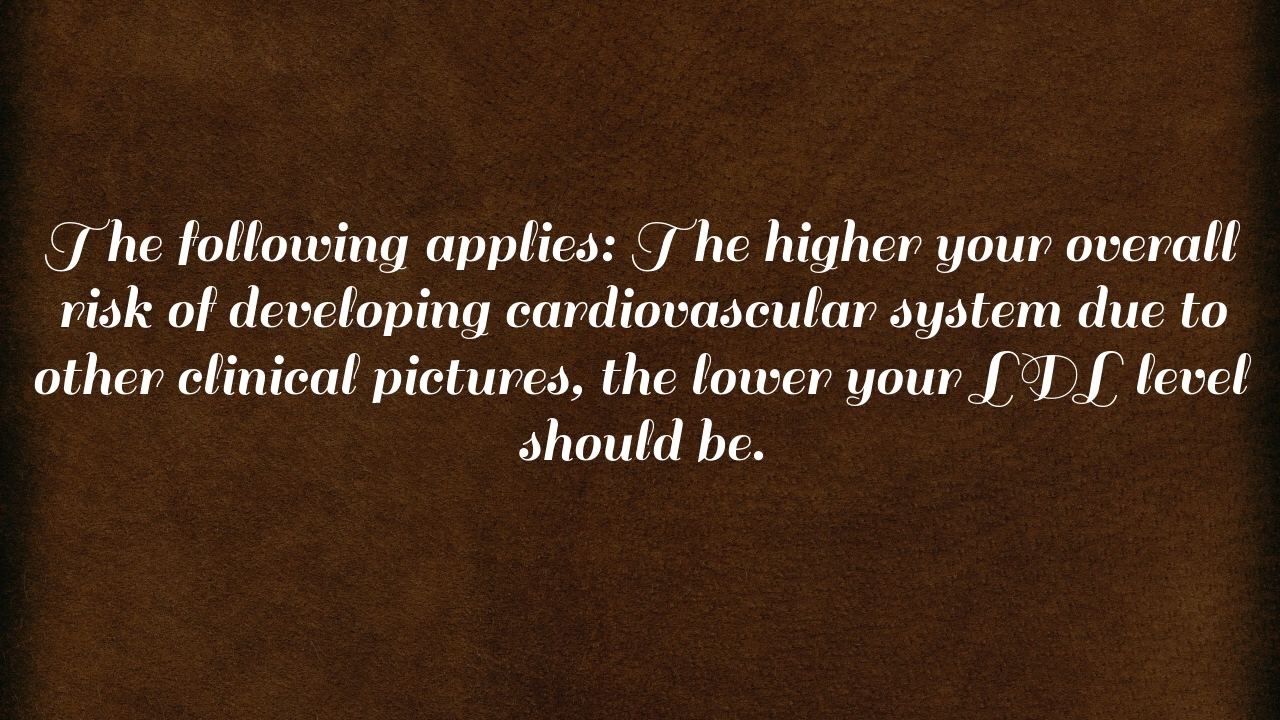 The following applies: The higher your overall
risk of developing cardiovascular system due to
other clinical pictures, the lower your LDL level
should be.